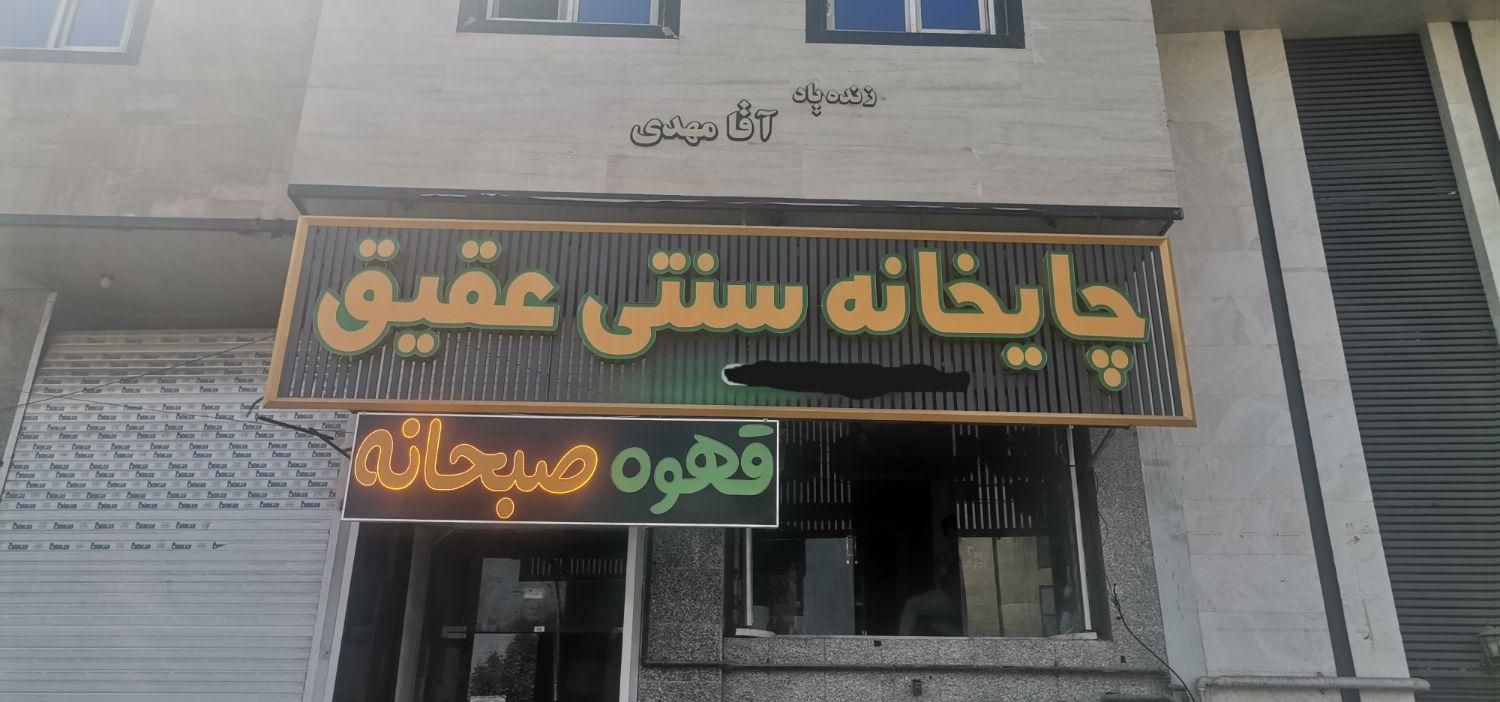 زنده یاد
آقا مهدی
چایخانه سنتی عقیق
قهوه صبحانه